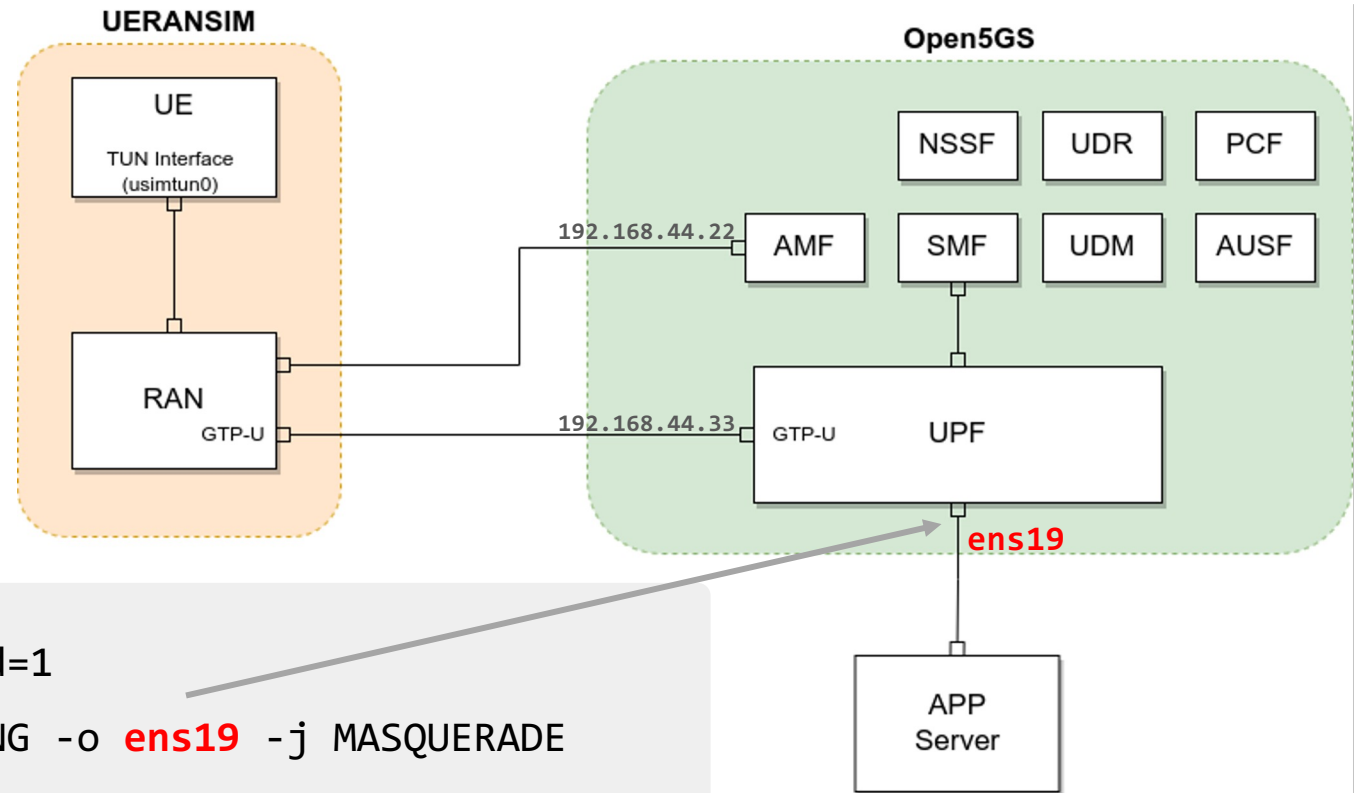 UERANSIM
UE
TUN Interface
(usimtun0)
RAN
GTP-U
Open5GS
NSSF
UDR
PCF
192.168.44.22
AMF
SMF
UDM
AUSF
192.168.44.33
GTP-U
UPF
ens19
APP
Server
=1
NG -o ens19 -j MASQUERADE